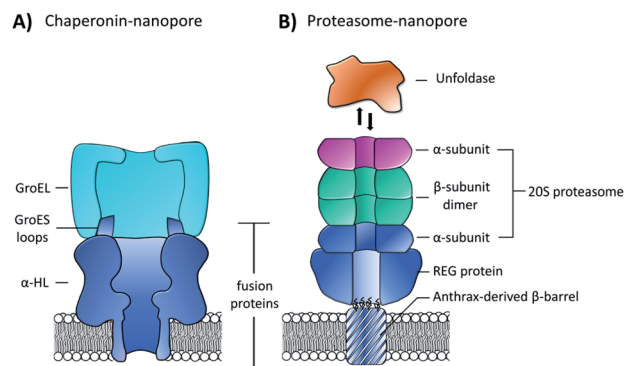 A) Chaperonin-nanopore
GroEL
GroES
loops
α-HL
fusion
proteins
B) Proteasome-nanopore
Unfoldase
α-subunit
β-subunit
dimer
20S proteasome
α-subunit
REG protein
Anthrax-derived β-barrel